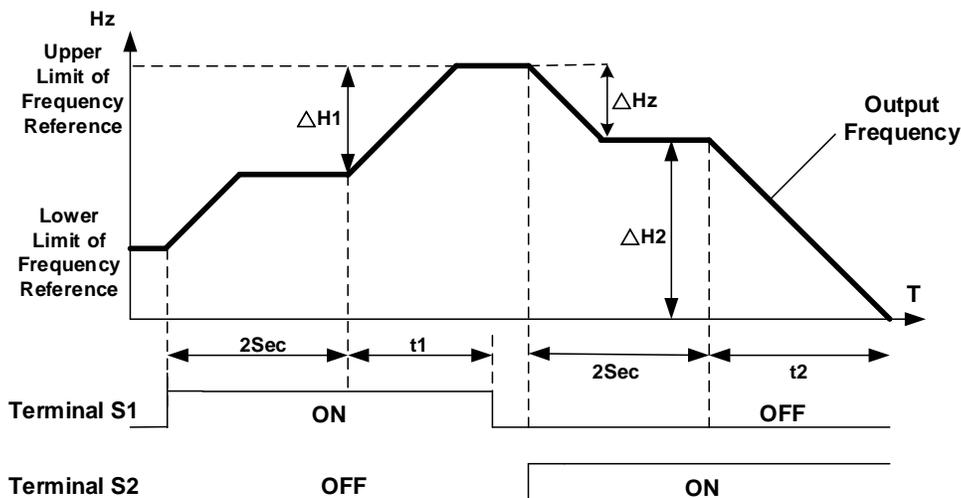 Hz
Upper
Limit of
Frequency
Reference
△H1
△Hz
Output
Frequency
Lower
Limit of
Frequency
Reference
△H2
T
2Sec
t1
2Sec
t2
Terminal S1
ON
OFF
Terminal S2
OFF
ON